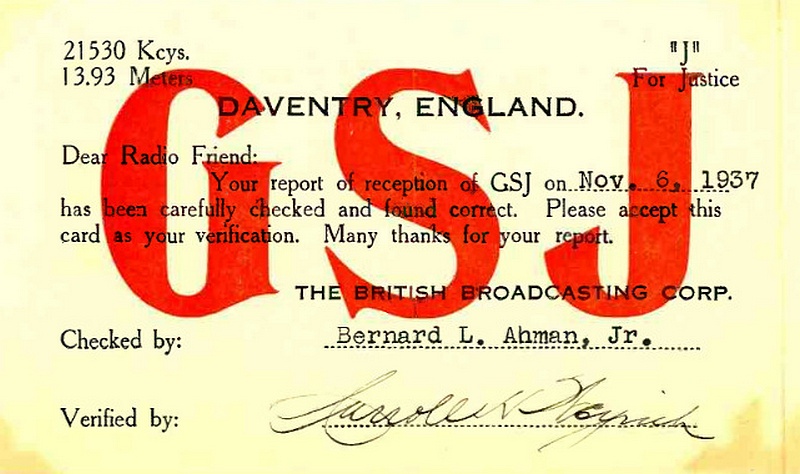 21530 Kcys.
"J"
13.93 Meters
For Justice
GSJ
DAVENTRY, ENGLAND.
Dear Radio Friend:
Your report of reception of GSJ on Nov. 6, 1937
has been carefully checked and found correct. Please accept this
card as your verification. Many thanks for your report.
THE BRITISH BROADCASTING CORP.
Checked by: Bernard L. Ahman, Jr.
Verified by: